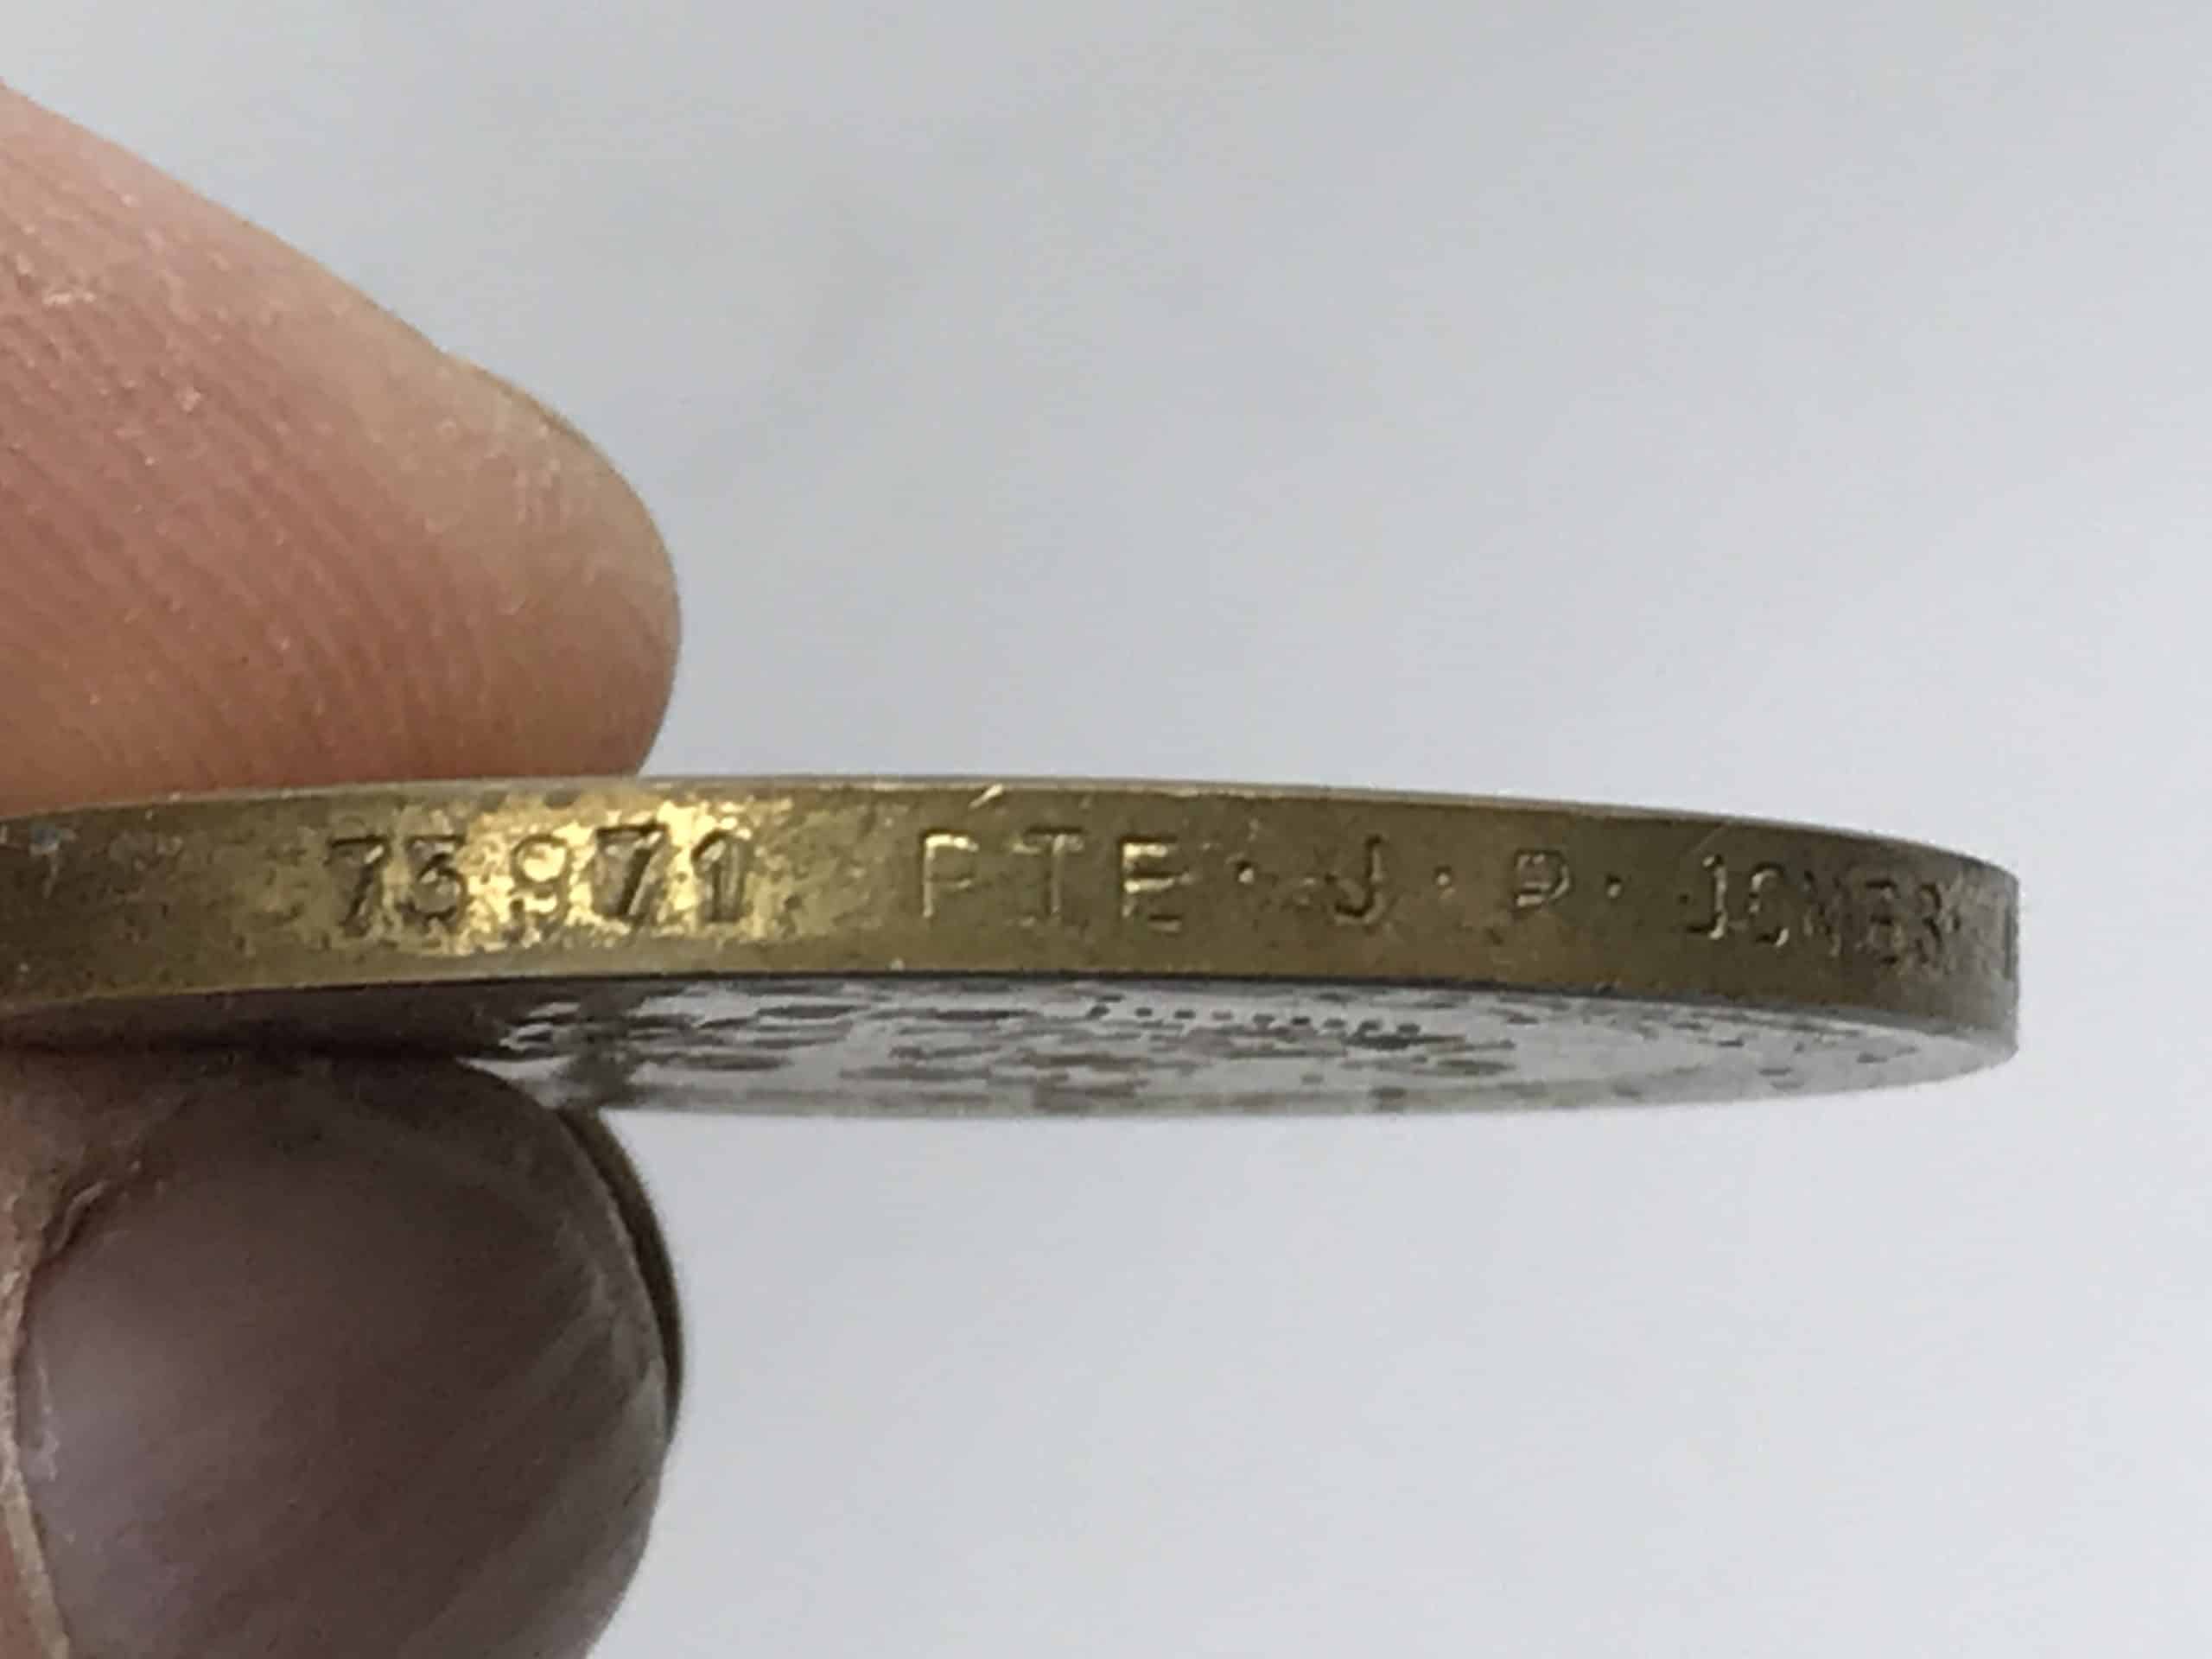 73971 PTE. J. P. JONES.